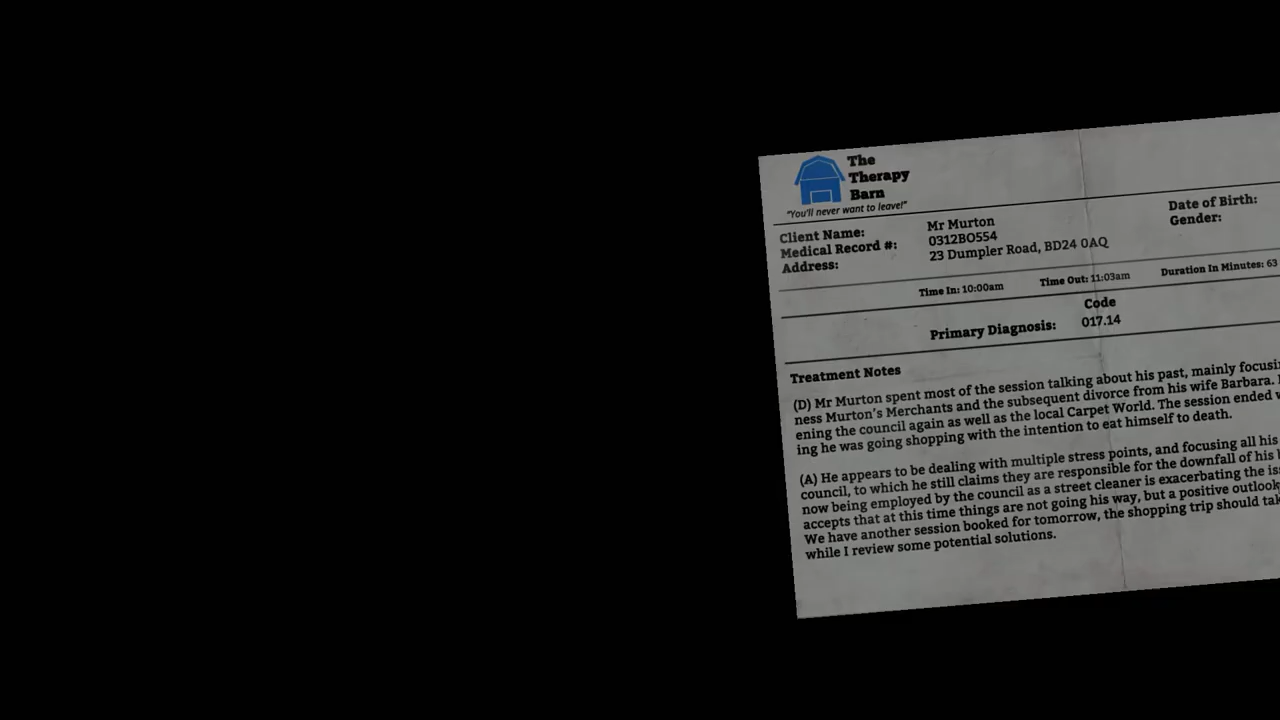 The
Therapy
Barn
"You'll never want to leave!"
Client Name: Mr Murton
Medical Record #: 0312BO554
Address: 23 Dumpler Road, BD24 0AQ
Date of Birth:
Gender:
Time In: 10:00am Time Out: 11:03am Duration In Minutes: 63
Code
Primary Diagnosis: 017.14
Treatment Notes
(D) Mr Murton spent most of the session talking about his past, mainly
ness Murton's Merchants and the subsequent divorce from his wife Barbara.
ening the council again as well as the local Carpet World. The session ended
ing he was going shopping with the intention to eat himself to death.
(A) He appears to be dealing with multiple stress points, and focusing all his
council, to which he still claims they are responsible for the downfall of his
now being employed by the council as a street cleaner is exacerbating the
accepts that at this time things are not going his way, but a positive outlook
We have another session booked for tomorrow, the shopping trip should
while I review some potential solutions.